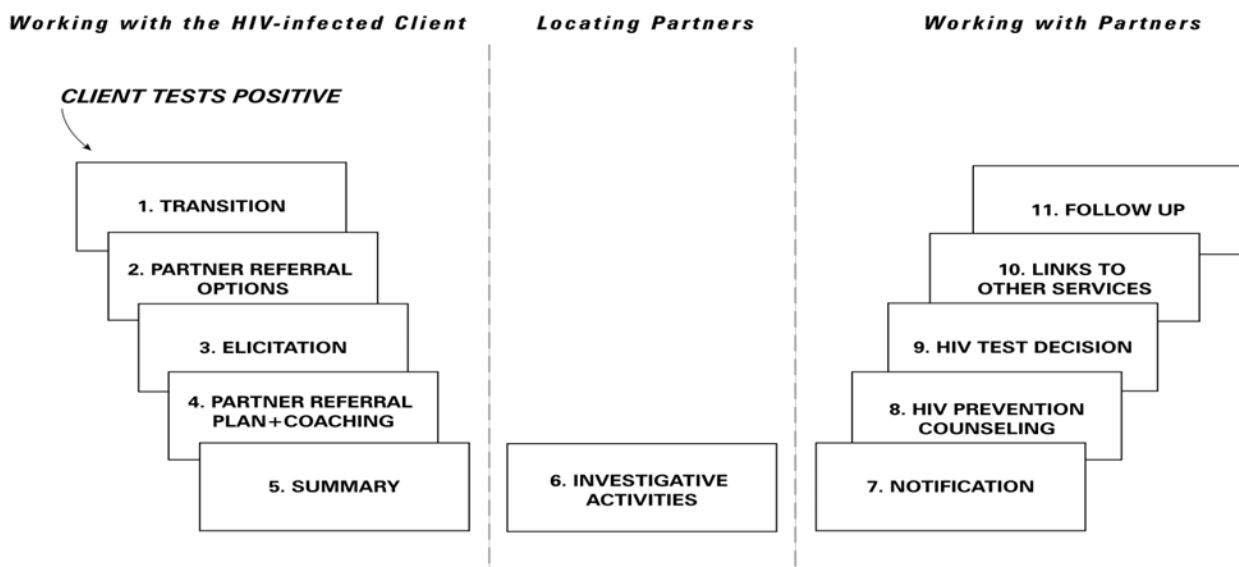 Working with the HIV-infected Client
Locating Partners
Working with Partners
CLIENT TESTS POSITIVE
1. TRANSITION
2. PARTNER REFERRAL
OPTIONS
3. ELICITATION
4. PARTNER REFERRAL
PLAN+COACHING
5. SUMMARY
6. INVESTIGATIVE
ACTIVITIES
7. NOTIFICATION
8. HIV PREVENTION
COUNSELING
9. HIV TEST DECISION
10. LINKS TO
OTHER SERVICES
11. FOLLOW UP